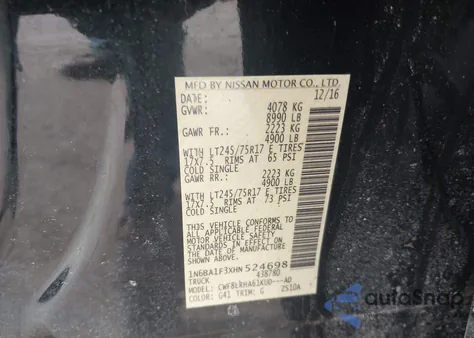 MFD BY NISSAN MOTOR CO., LTD.
DATE: 12/16
GVWR: 4078 KG
8990 LB
GAWR FR: 2223 KG
4900 LB
WITH LT245/75R17 E TIRES
17X7.5 RIMS AT 65 PSI
COLD SINGLE
GAWR RR.: 2223 KG
4900 LB
WITH LT245/75R17 E TIRES
17X7.5 RIMS AT 73 PSI
COLD SINGLE
THIS VEHICLE CONFORMS TO
ALL APPLICABLE FEDERAL
MOTOR VEHICLE SAFETY
STANDARDS IN EFFECT ON
THE DATE OF MANUFACTURE
SHOWN ABOVE.
1N6BA1F3XHN524698
TRUCK 43878D
MODEL: CWF8LRHA61KUD---AD
COLOR: G41 TRIM: G ZS10A
AutoSnap